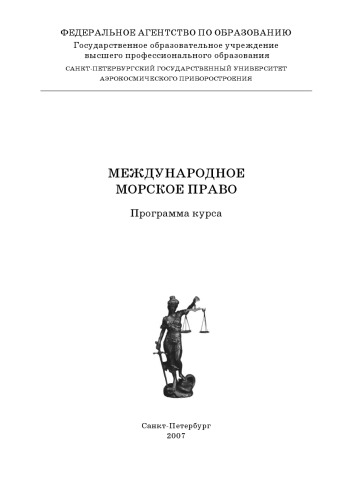 ФЕДЕРАЛЬНОЕ АГЕНТСТВО ПО ОБРАЗОВАНИЮ
Государственное образовательное учреждение
высшего профессионального образования
САНКТ-ПЕТЕРБУРГСКИЙ ГОСУДАРСТВЕННЫЙ УНИВЕРСИТЕТ
АЭРОКОСМИЧЕСКОГО ПРИБОРОСТРОЕНИЯ
МЕЖДУНАРОДНОЕ
МОРСКОЕ ПРАВО
Программа курса
Санкт-Петербург
2007